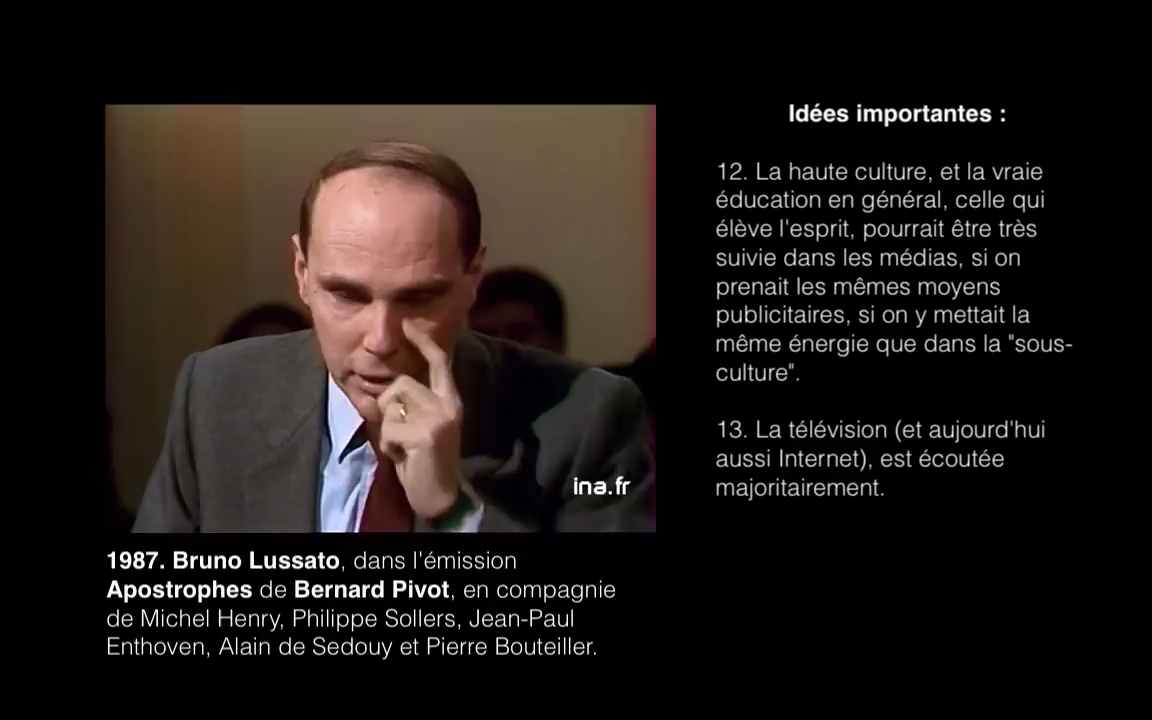 Idées importantes :
12. La haute culture, et la vraie
éducation en général, celle qui
élève l'esprit, pourrait être très
suivie dans les médias, si on
prenait les mêmes moyens
publicitaires, si on y mettait la
même énergie que dans la "sous-
culture".
13. La télévision (et aujourd'hui
aussi Internet), est écoutée
majoritairement.
ina.fr
1987. Bruno Lussato, dans l'émission
Apostrophes de Bernard Pivot, en compagnie
de Michel Henry, Philippe Sollers, Jean-Paul
Enthoven, Alain de Sedouy et Pierre Bouteiller.